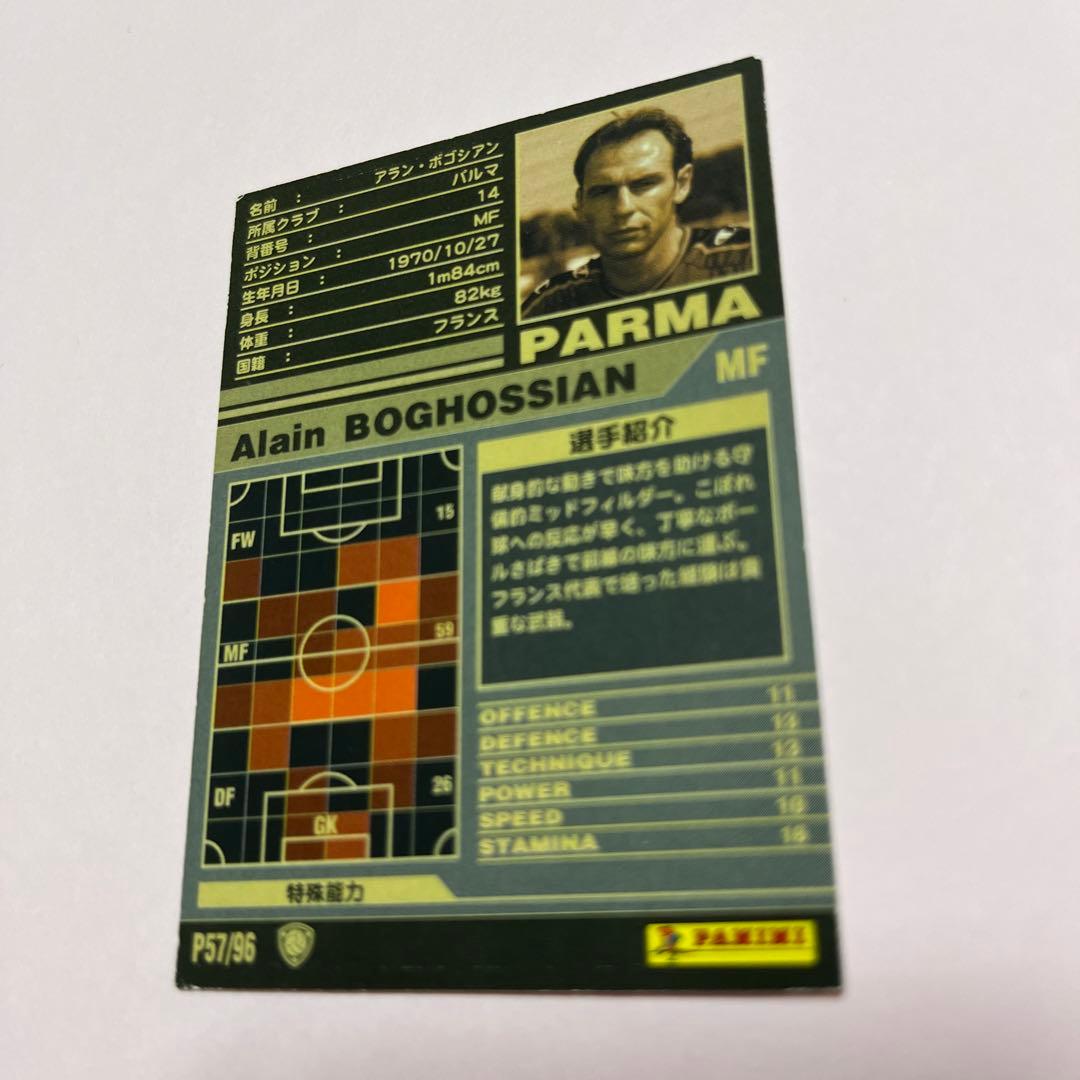 名前 : アラン・ボゴシアン
所属クラブ : パルマ
背番号 : 14
ポジション : MF
生年月日 : 1970/10/27
身長 : 1m84cm
体重 : 82kg
国籍 : フランス
PARMA
Alain BOGHOSSIAN
MF
選手紹介
献身的な動きで味方を助ける守
備的ミッドフィルダー。こぼれ
球への反応が早く、丁寧なボー
ルさばきで前線の味方に運ぶ。
フランス代表で培った経験は貴
重な武器。
FW 15
MF 59
DF 26
GK
OFFENCE 11
DEFENCE
TECHNIQUE 13
POWER 11
SPEED
STAMINA
特殊能力
P57/96
PANINI